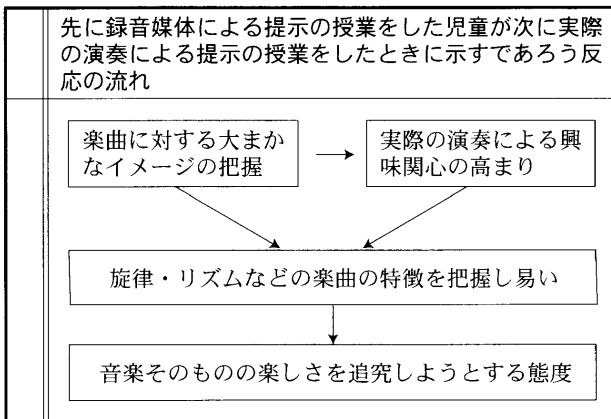 先に録音媒体による提示の授業をした児童が次に実際
の演奏による提示の授業をしたときに示すであろう反
応の流れ
楽曲に対する大まか
なイメージの把握
実際の演奏による興
味関心の高まり
旋律・リズムなどの楽曲の特徴を把握し易い
音楽そのものの楽しさを追究しようとする態度